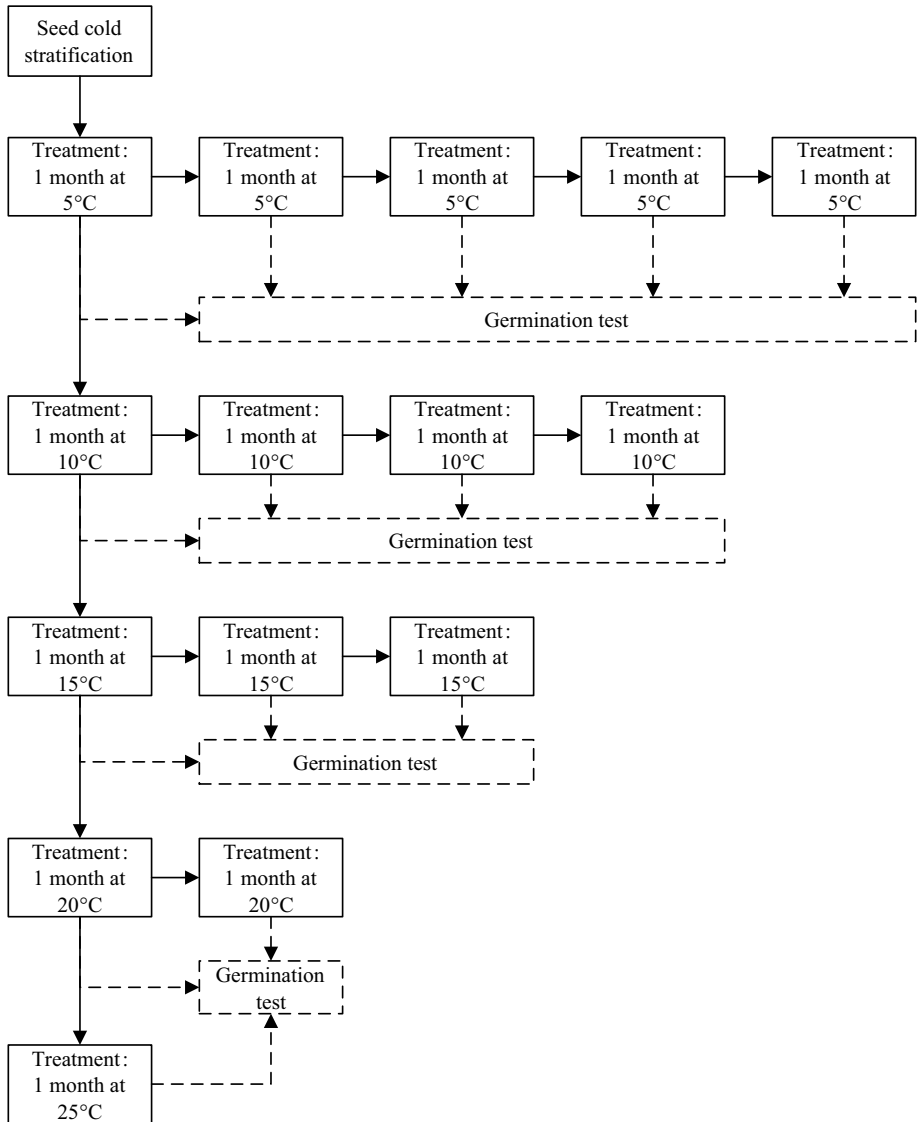 Seed cold
stratification
Treatment:
1 month at
5°C
Treatment:
1 month at
5°C
Treatment:
1 month at
5°C
Treatment:
1 month at
5°C
Treatment:
1 month at
5°C
Germination test
Treatment:
1 month at
10°C
Treatment:
1 month at
10°C
Treatment:
1 month at
10°C
Treatment:
1 month at
10°C
Germination test
Treatment:
1 month at
15°C
Treatment:
1 month at
15°C
Treatment:
1 month at
15°C
Germination test
Treatment:
1 month at
20°C
Treatment:
1 month at
20°C
Germination
test
Treatment:
1 month at
25°C